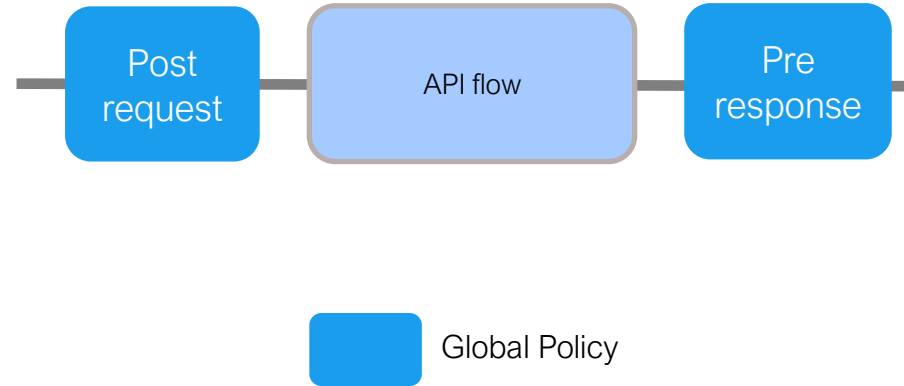 Post
request
API flow
Pre
response
Global Policy